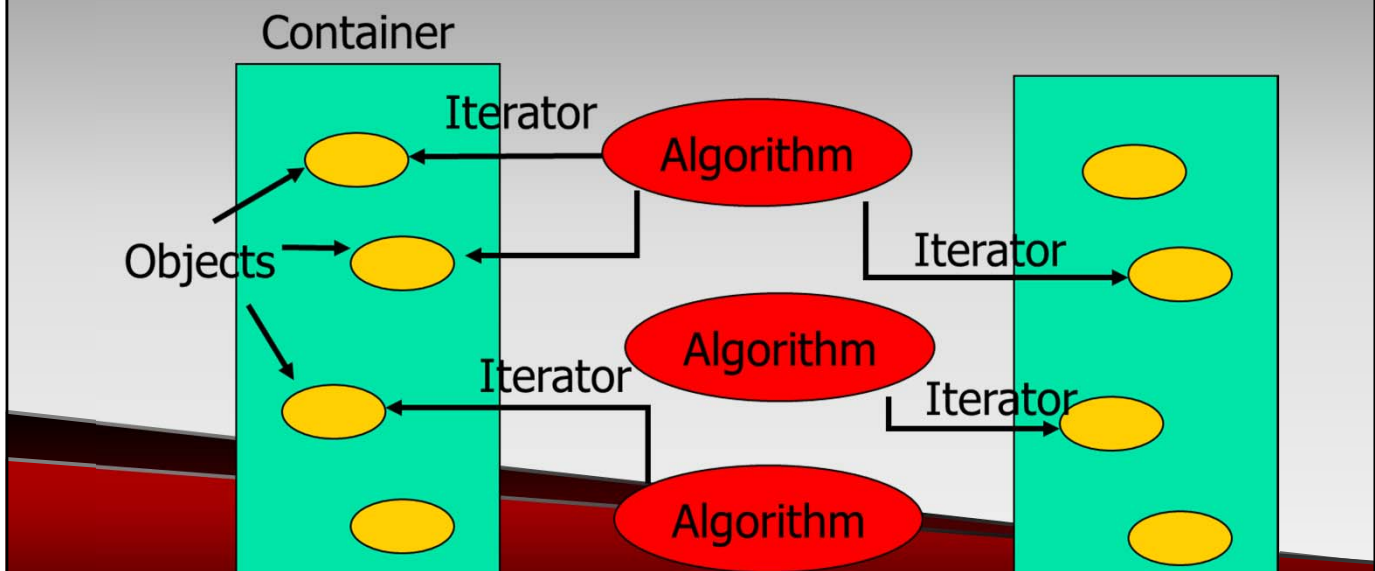 Container
Iterator
Algorithm
Objects
Iterator
Algorithm
Iterator
Iterator
Algorithm